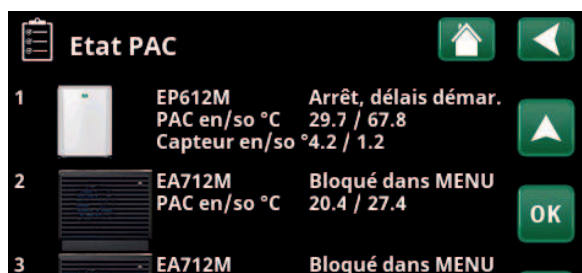 Etat PAC
1 EP612M Arrêt, délais démar.
PAC en/so °C 29.7 / 67.8
Capteur en/so °4.2 / 1.2
2 EA712M Bloqué dans MENU
PAC en/so °C 20.4 / 27.4
OK
3 EA712M Bloqué dans MENU